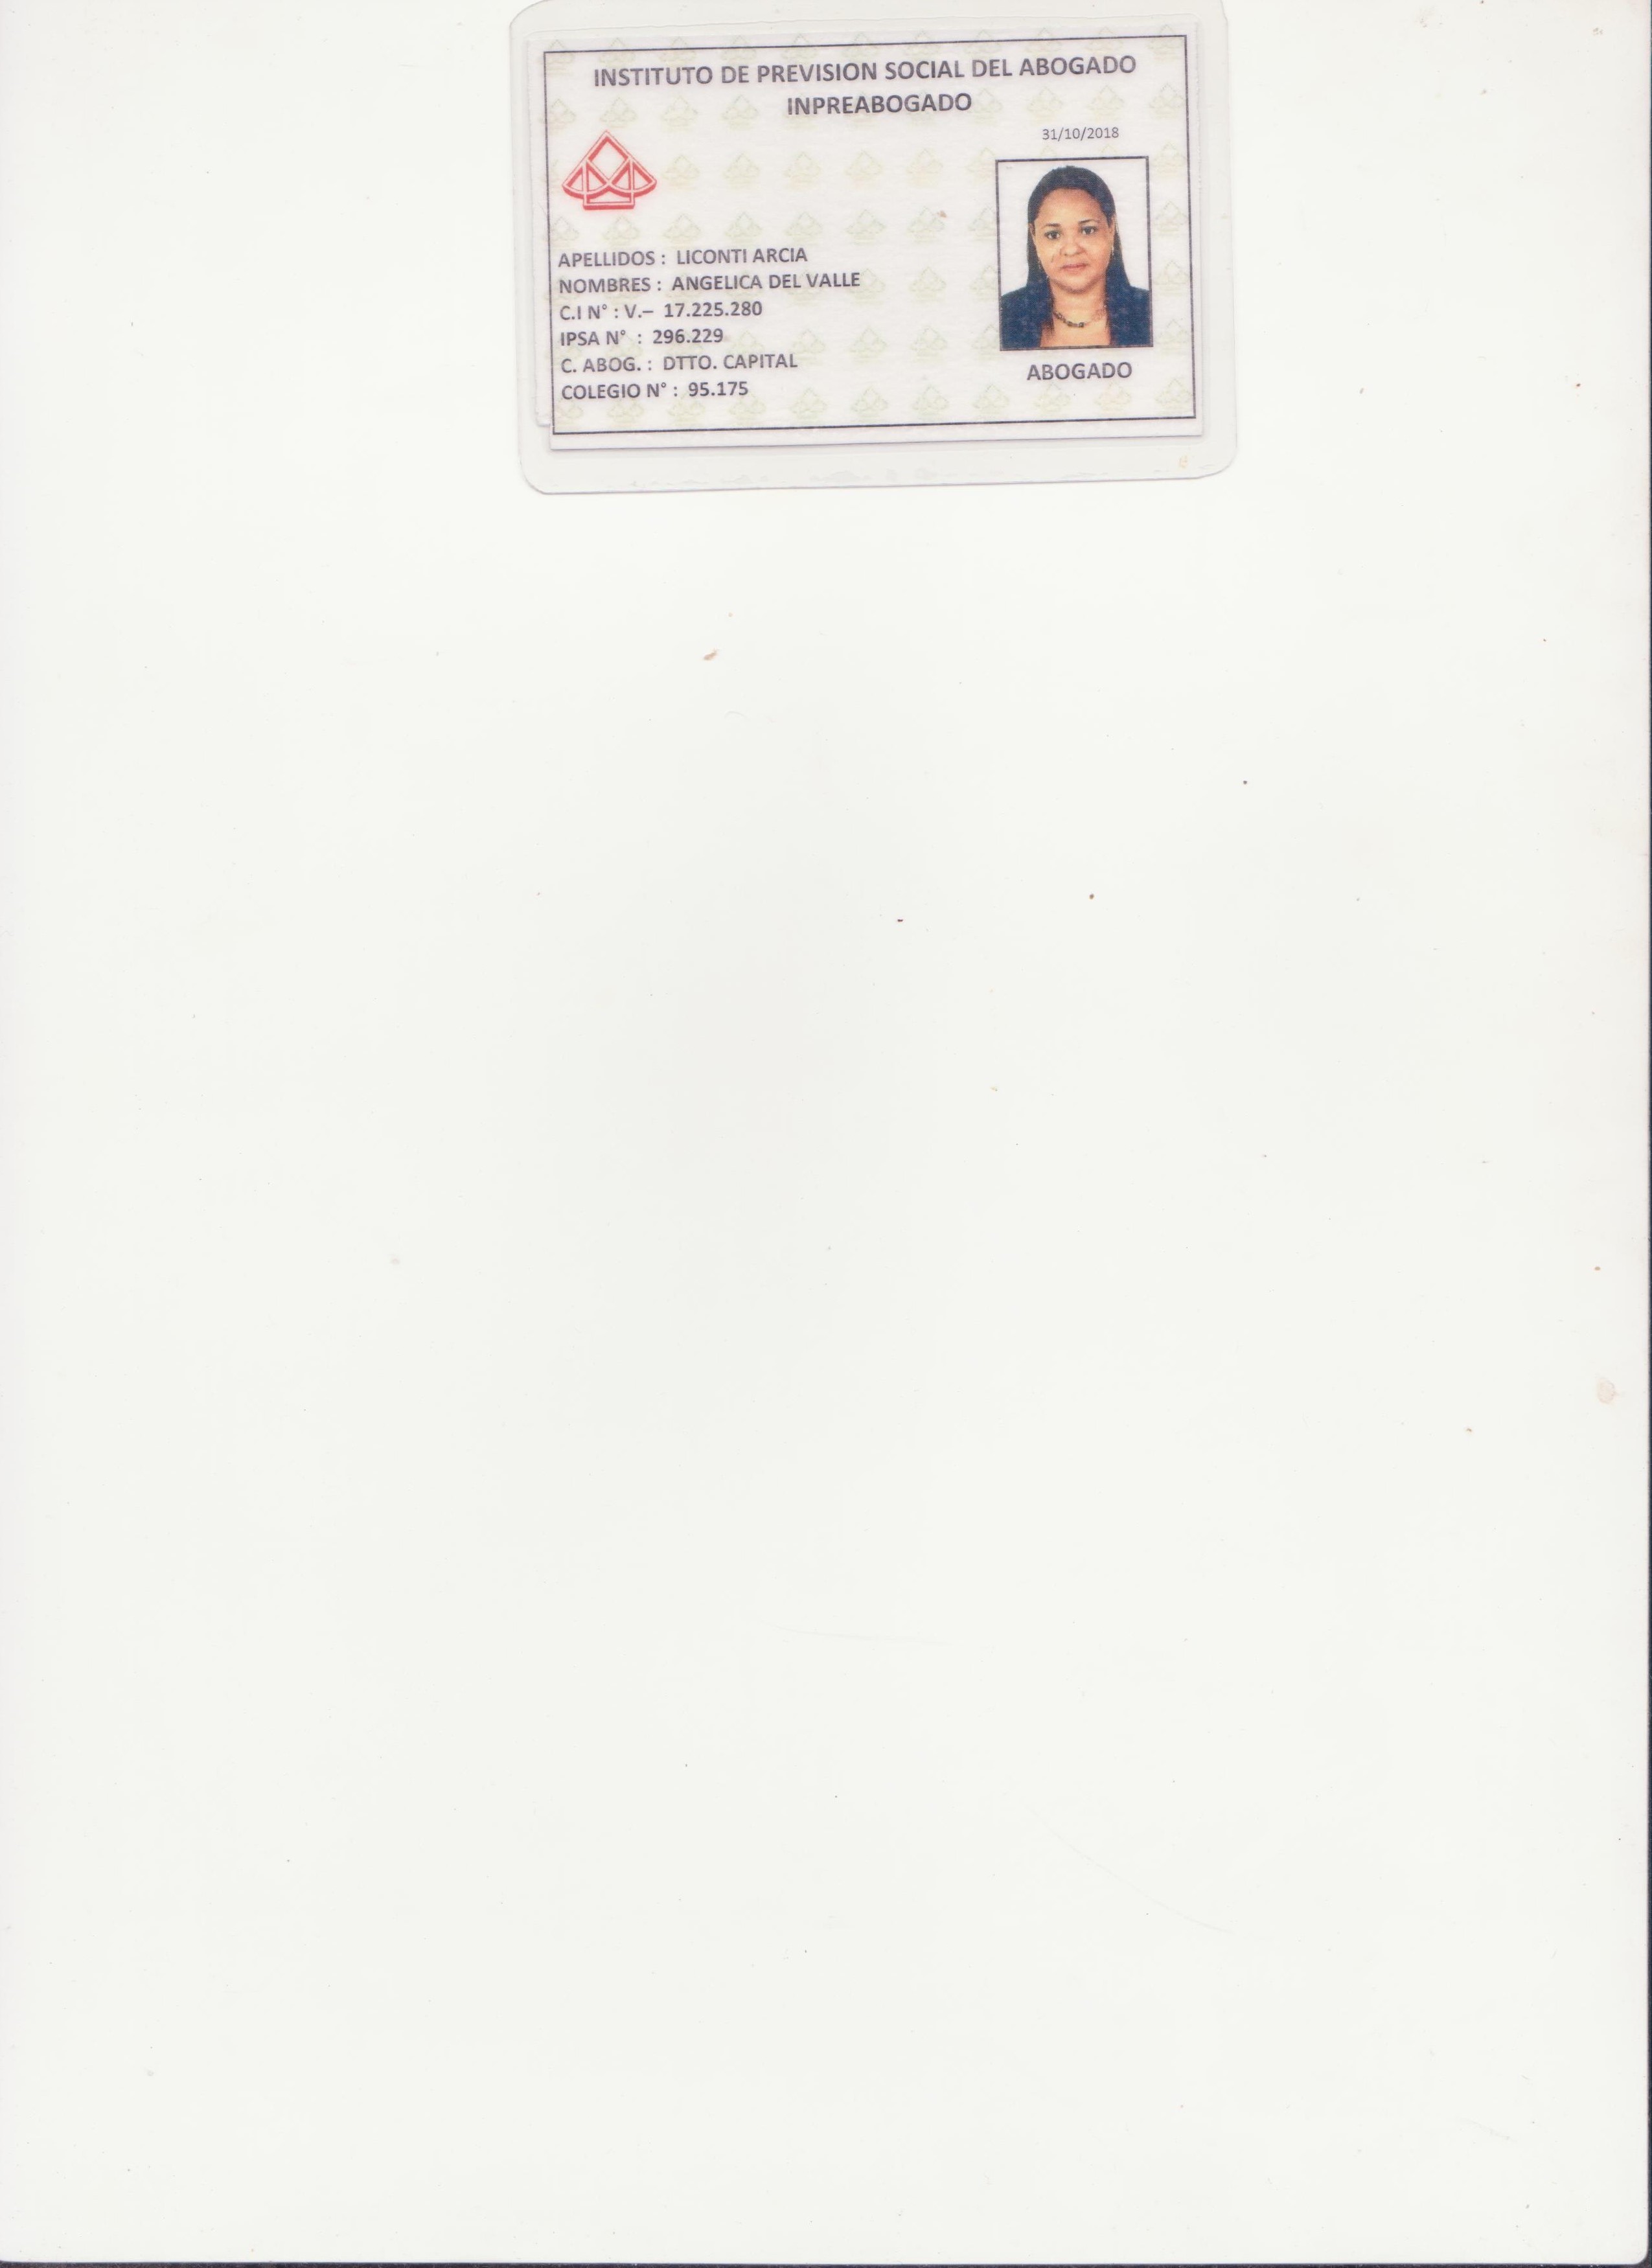 INSTITUTO DE PREVISION SOCIAL DEL ABOGADO
INPREABOGADO
31/10/2018
APELLIDOS : LICONTI ARCIA
NOMBRES : ANGELICA DEL VALLE
C.I N° : V.– 17.225.280
IPSA N° : 296.229
C. ABOG. : DTTO. CAPITAL
COLEGIO N° : 95.175
ABOGADO